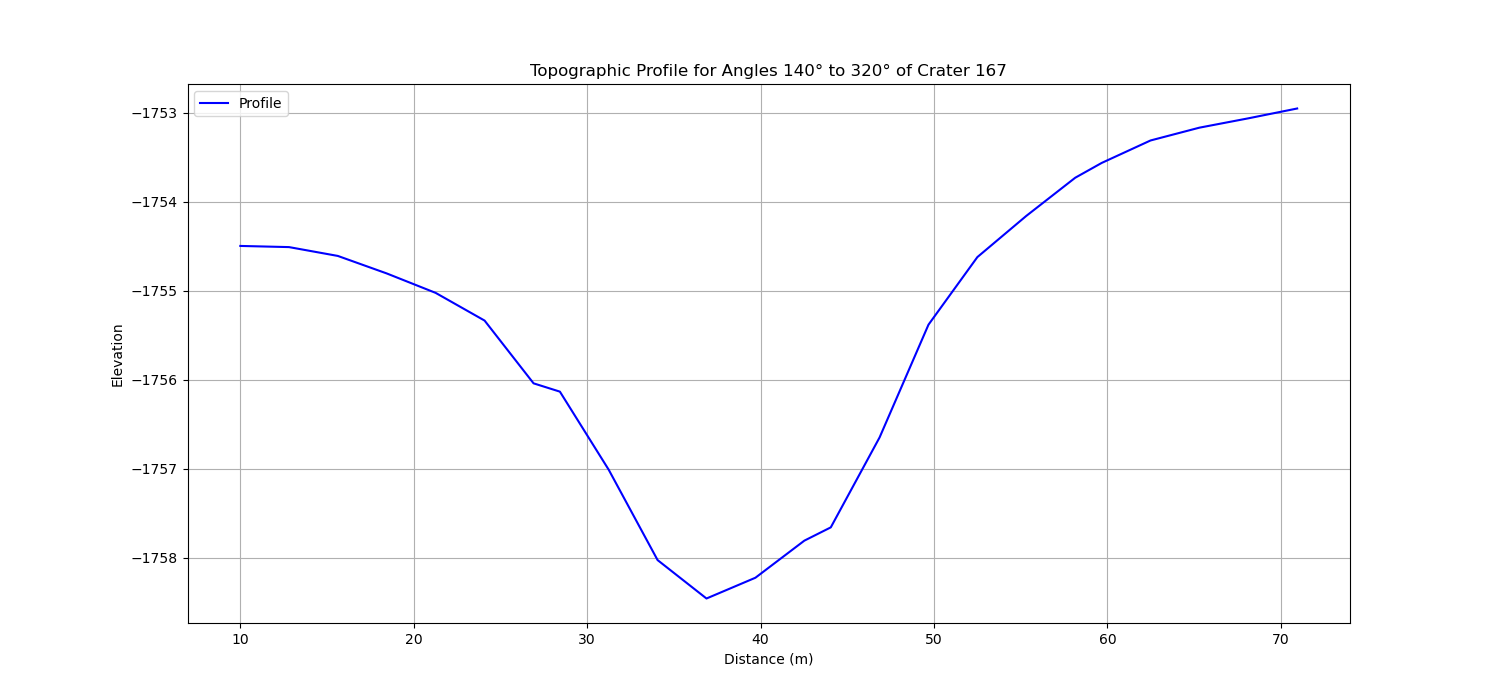 Topographic Profile for Angles 140° to 320° of Crater 167
Profile
−1753
−1754
−1755
−1756
−1757
−1758
Elevation
10 20 30 40 50 60 70
Distance (m)